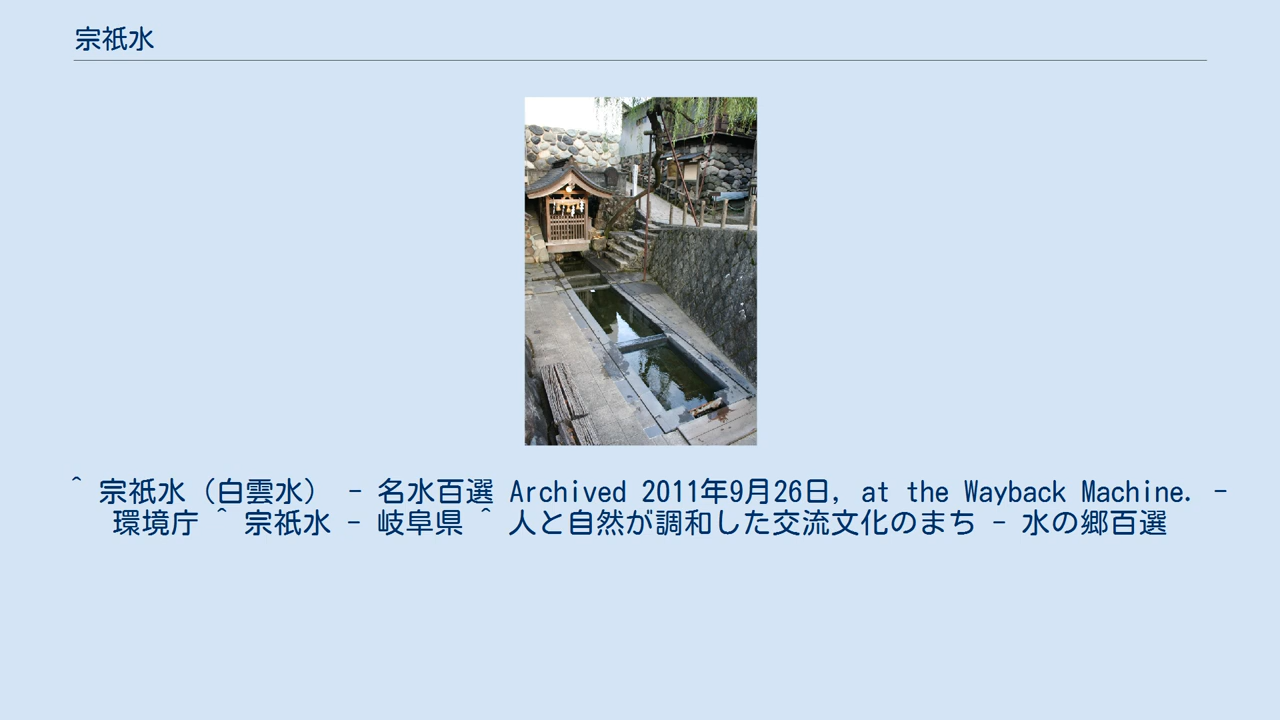 宗祇水
^ 宗祇水（白雲水） - 名水百選 Archived 2011年9月26日, at the Wayback Machine. -
環境庁 ^ 宗祇水 - 岐阜県 ^ 人と自然が調和した交流文化のまち - 水の郷百選